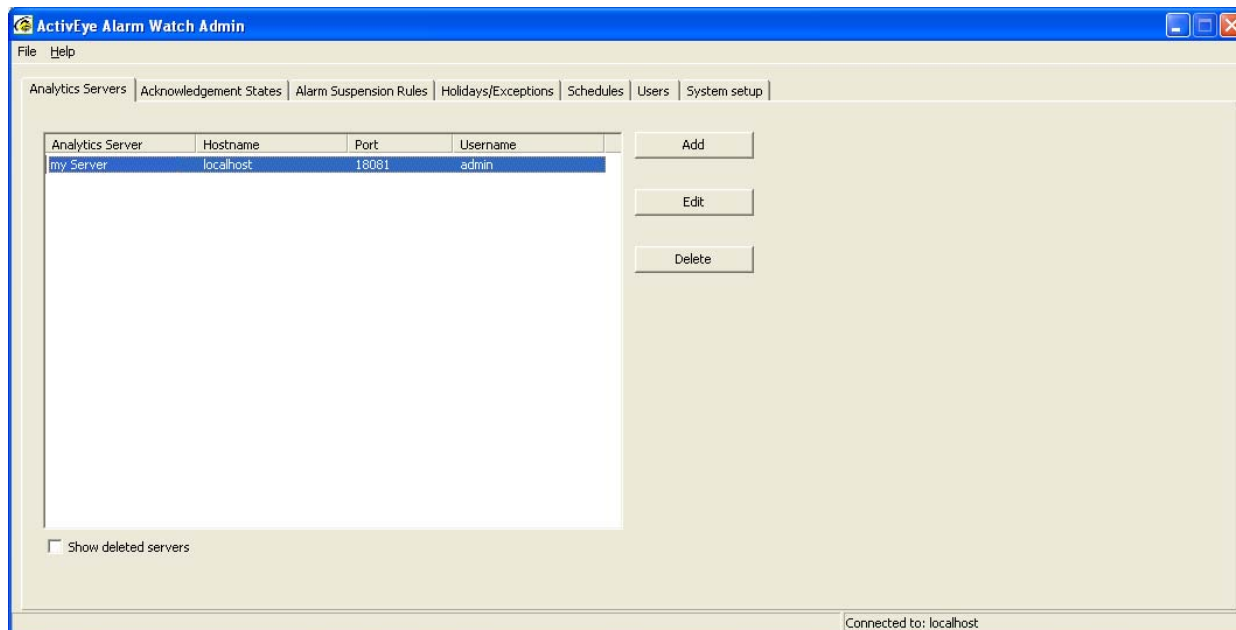 ActivEye Alarm Watch Admin
File Help
Analytics Servers Acknowledgement States Alarm Suspension Rules Holidays/Exceptions Schedules Users System setup
Analytics Server Hostname Port Username
my Server localhost 18081 admin
Add
Edit
Delete
Show deleted servers
Connected to: localhost